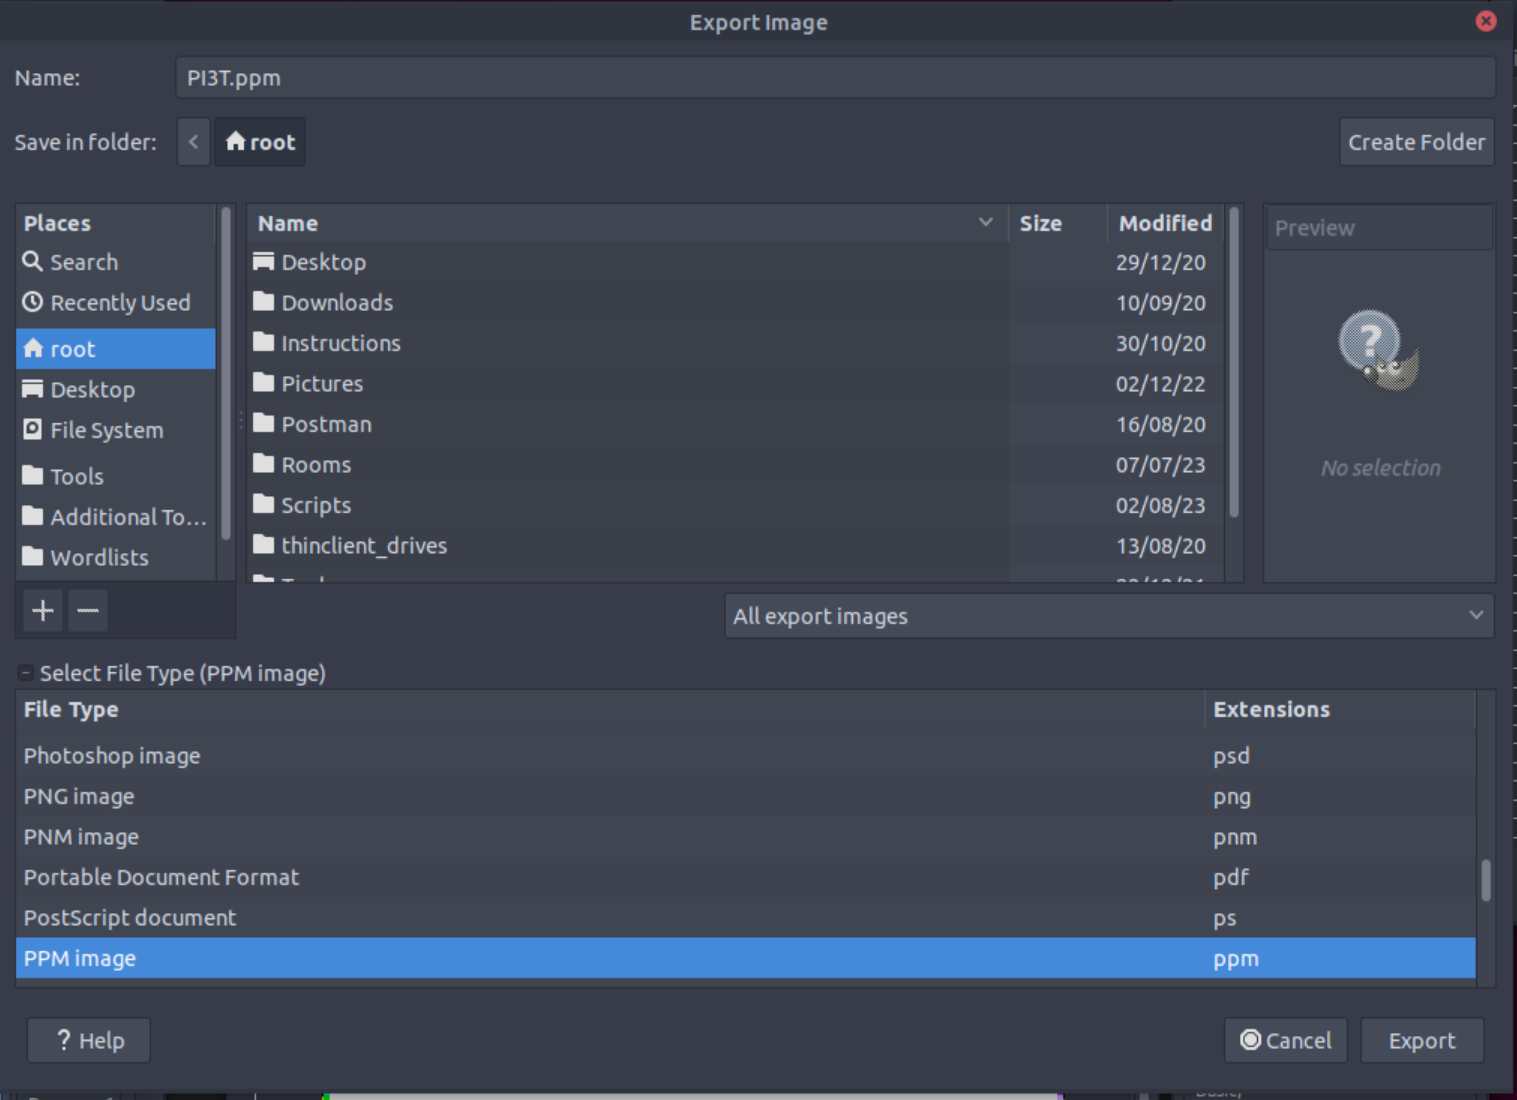 Export Image
Name: PI3T.ppm
Save in folder: root Create Folder
Places Name Size Modified Preview
Search Desktop 29/12/20
Recently Used Downloads 10/09/20
root Instructions 30/10/20
Desktop Pictures 02/12/22
File System Postman 16/08/20
Tools Rooms 07/07/23 No selection
Additional To... Scripts 02/08/23
Wordlists thinclient_drives 13/08/20
All export images
Select File Type (PPM image)
File Type Extensions
Photoshop image psd
PNG image png
PNM image pnm
Portable Document Format pdf
PostScript document ps
PPM image ppm
? Help Cancel Export